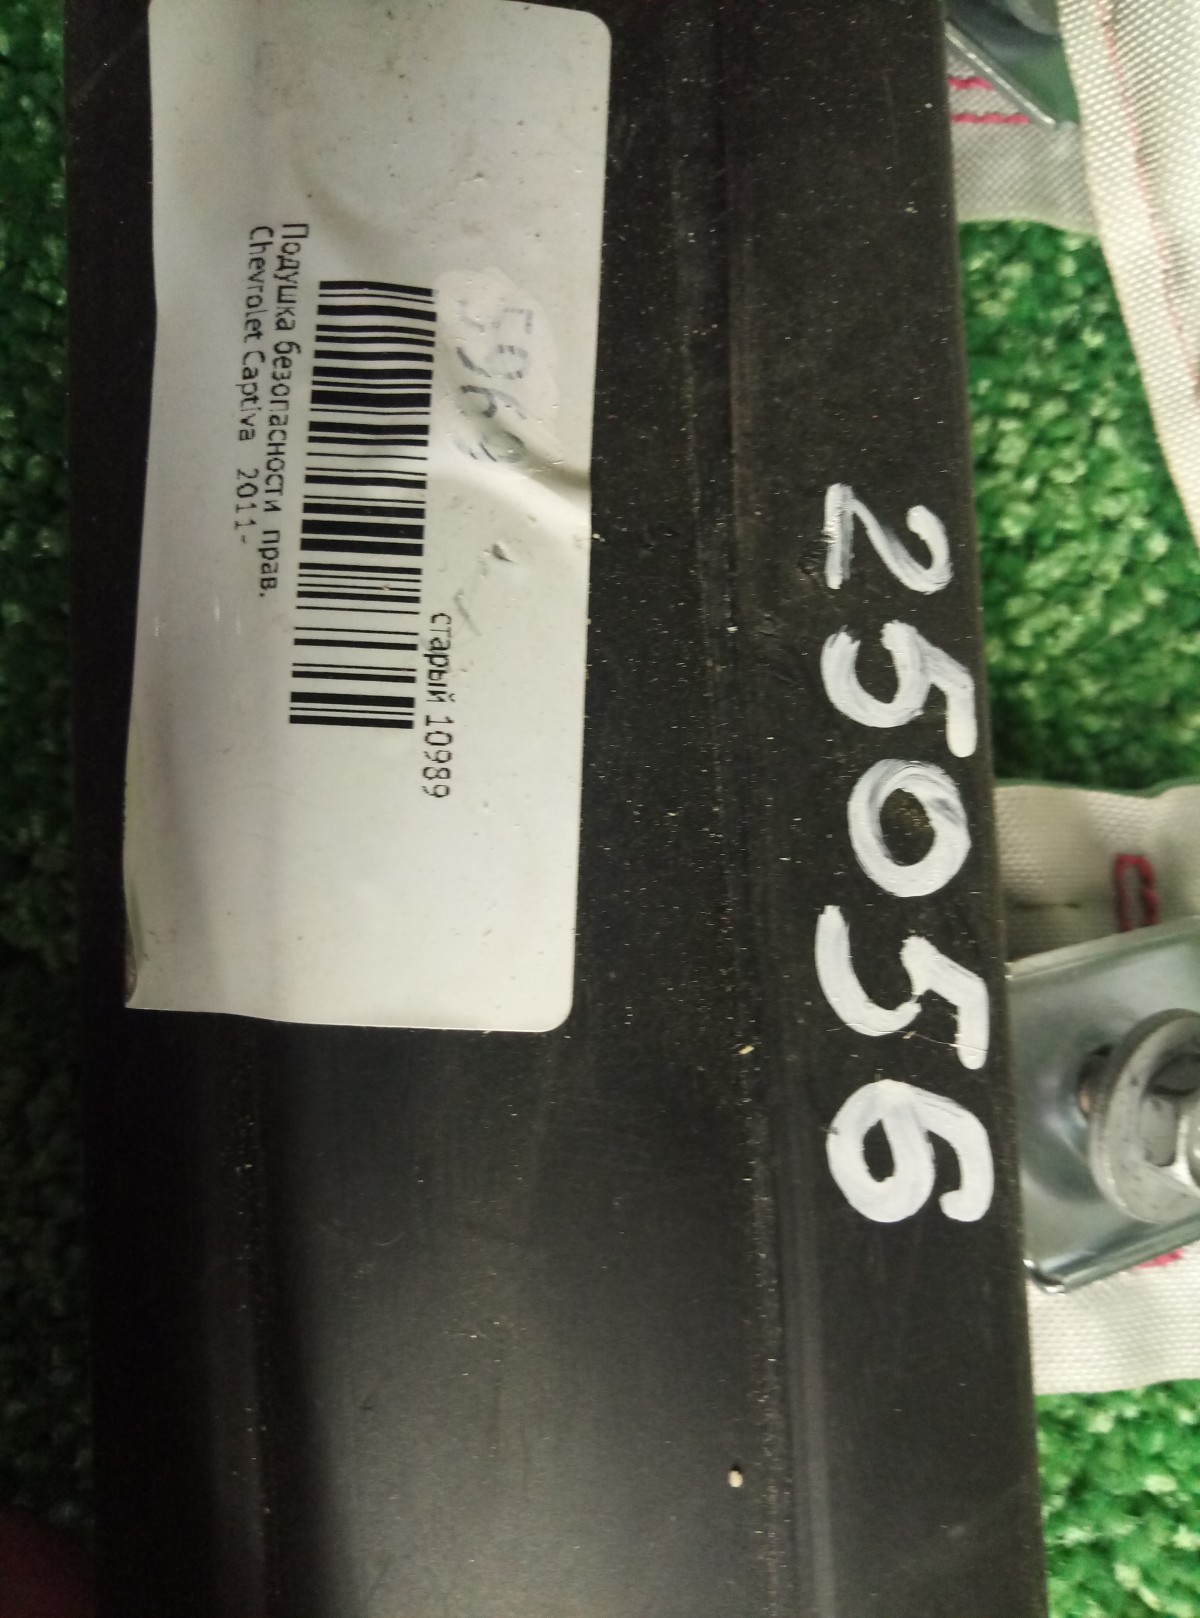 25056
старый 10989
Подушка безопасности прав.
Chevrolet Captiva 2011-